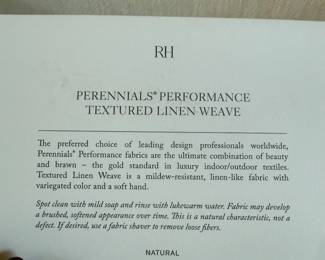 RH
PERENNIALS® PERFORMANCE
TEXTURED LINEN WEAVE
The preferred choice of leading design professionals worldwide,
Perennials® Performance fabrics are the ultimate combination of beauty
and brawn – the gold standard in luxury indoor/outdoor textiles.
Textured Linen Weave is a mildew-resistant, linen-like fabric with
variegated color and a soft hand.
Spot clean with mild soap and rinse with lukewarm water. Fabric may develop
a brushed, softened appearance over time. This is a natural characteristic, not a
defect. If desired, use a fabric shaver to remove loose fibers.
NATURAL